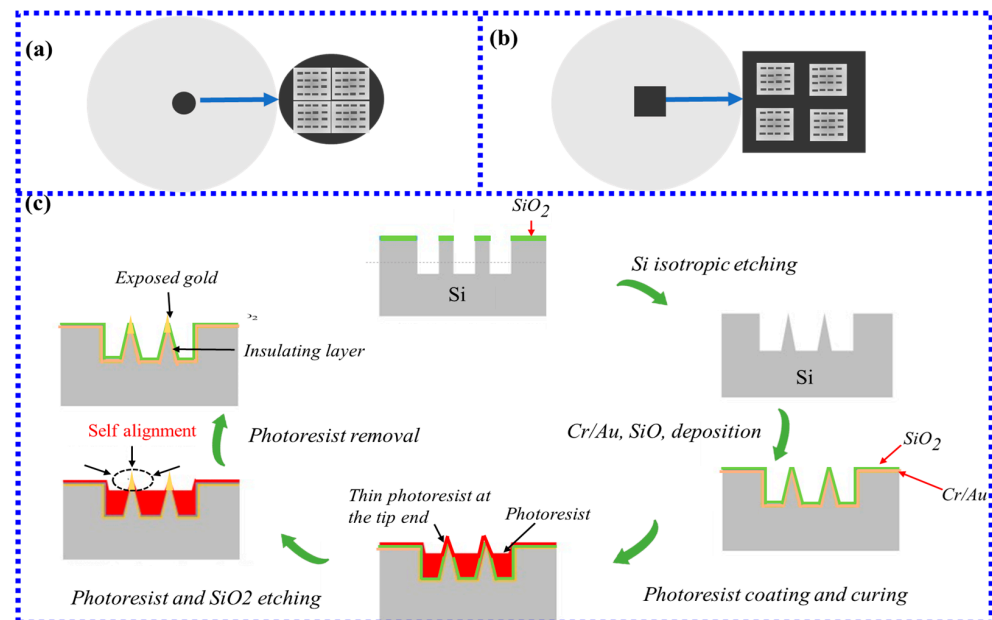 (a)
(b)
(c)
SiO2
Si
Si isotropic etching
Si
Cr/Au, SiO, deposition
SiO2
Cr/Au
Photoresist coating and curing
Thin photoresist at
the tip end
Photoresist
Photoresist and SiO2 etching
Self alignment
Photoresist removal
Exposed gold
Insulating layer